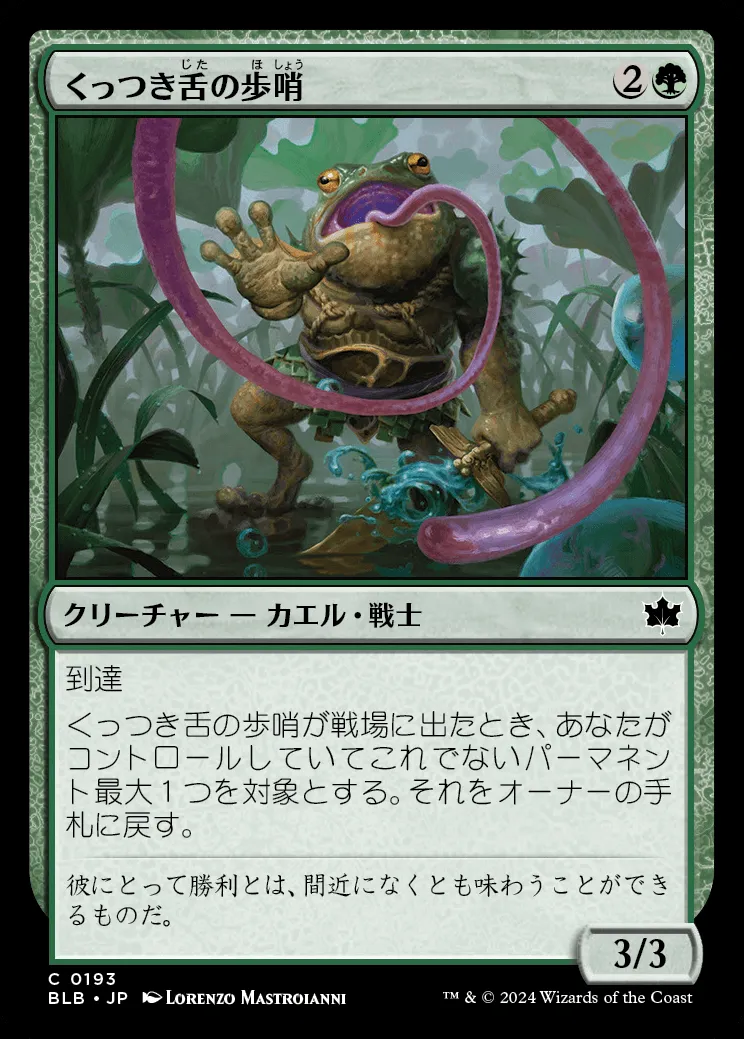 くっつき舌の歩哨
じた ほ しょう
2
クリーチャー — カエル・戦士
到達
くっつき舌の歩哨が戦場に出たとき、あなたが
コントロールしていてこれでないパーマネン
ト最大１つを対象とする。それをオーナーの手
札に戻す。
彼にとって勝利とは、間近になくとも味わうことができ
るものだ。
3/3
C 0193
BLB • JP Lorenzo Mastroianni
™ & © 2024 Wizards of the Coast